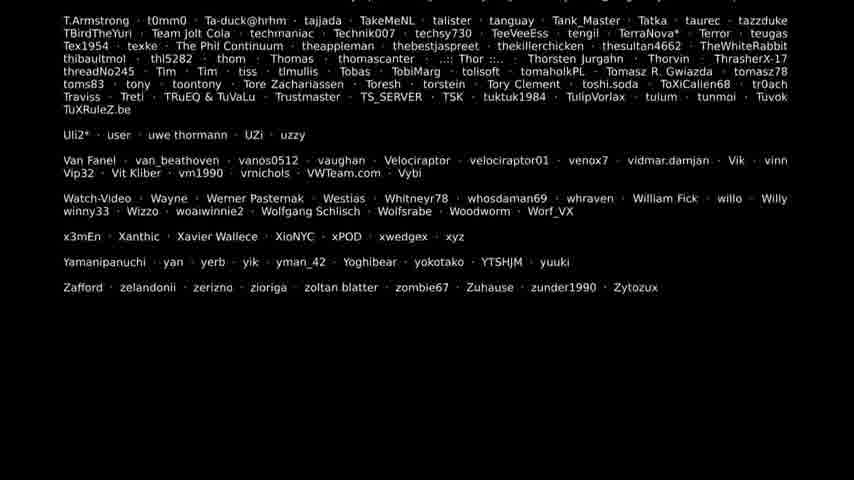 T.Armstrong · t0mm0 · Ta-duck@hrhm · tajjada · TakeMeNL · talister · tanguay · Tank_Master · Tatka · taurec · tazzduke
TBirdTheYuri · Team Jolt Cola · techmaniac · Technik007 · techsy730 · TeeVeeEss · tengil · TerraNova* · Terror · teugas
Tex1954 · texke · The Phil Continuum · theappleman · thebestjaspreet · thekillerchicken · thesultan4662 · TheWhiteRabbit
thibaultmol · thl5282 · thom · Thomas · thomascanter · ..::: Thor :::.. · Thorsten Jurgahn · Thorvin · ThrasherX-17
threadNo245 · Tim · Tim · tiss · tlmullis · Tobas · TobiMarg · tolisoft · tomaholkPL · Tomasz R. Gwiazda · tomasz78
toms83 · tony · toontony · Tore Zachariassen · Toresh · torstein · Tory Clement · toshi.soda · ToXiCallen68 · tr0ach
Traviss · Treti · TRuEQ & TuVaLu · Trustmaster · TS_SERVER · TSK · tuktuk1984 · TulipVorlax · tulum · tunmoi · Tuvok
TuXRuleZ.be
Uli2* · user · uwe thormann · UZi · uzzy
Van Fanel · van_beathoven · vanos0512 · vaughan · Velociraptor · velociraptor01 · venox7 · vidmar.damjan · Vik · vinn
Vip32 · Vit Kliber · vm1990 · vrnichols · VWTeam.com · Vybi
Watch-Video · Wayne · Werner Pasternak · Westias · Whitneyr78 · whosdaman69 · whraven · William Fick · willo · Willy
winny33 · Wizzo · woaiwinnie2 · Wolfgang Schlisch · Wolfsrabe · Woodworm · Worf_VX
x3mEn · Xanthic · Xavier Wallece · XioNYC · xPOD · xwedgex · xyz
Yamanipanuchi · yan · yerb · yik · yman_42 · Yoghibear · yokotako · YTSHJM · yuuki
Zafford · zelandonii · zerizno · zioriga · zoltan blatter · zombie67 · Zuhause · zunder1990 · Zytozux